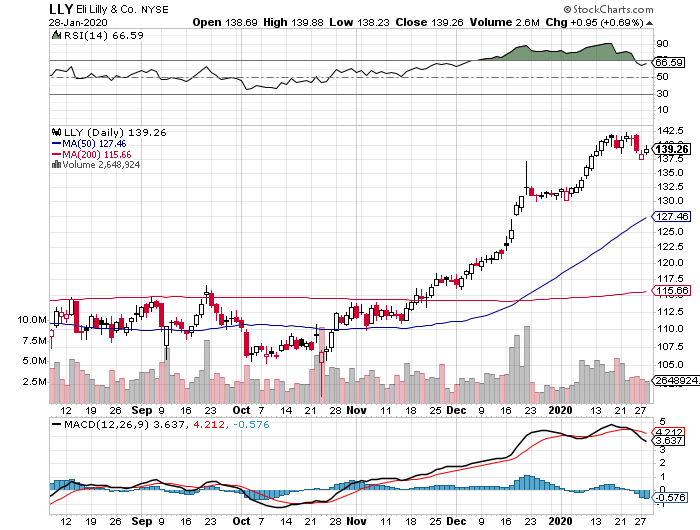 LLY Eli Lilly & Co. NYSE © StockCharts.com
28-Jan-2020 Open 138.69 High 139.88 Low 138.23 Close 139.26 Volume 2.6M Chg +0.95 (+0.69%)
RSI(14) 66.59
90
66.59
50
30
10
LLY (Daily) 139.26
MA(50) 127.46
MA(200) 115.66
Volume 2,648,924
142.5
139.26
137.5
135.0
132.5
130.0
127.46
125.0
122.5
120.0
117.5
115.66
112.5
110.0
107.5
105.0
2648924
10.0M
7.5M
5.0M
2.5M
12 19 26 Sep 9 16 23 Oct 7 14 21 Nov 11 18 25 Dec 9 16 23 2020 13 21 27
MACD(12,26,9) 3.637, 4.212, -0.576
5
4.212
3.637
3
2
1
0
-0.576
12 19 26 Sep 9 16 23 Oct 7 14 21 28 Nov 11 18 25 Dec 9 16 23 2020 13 21 27